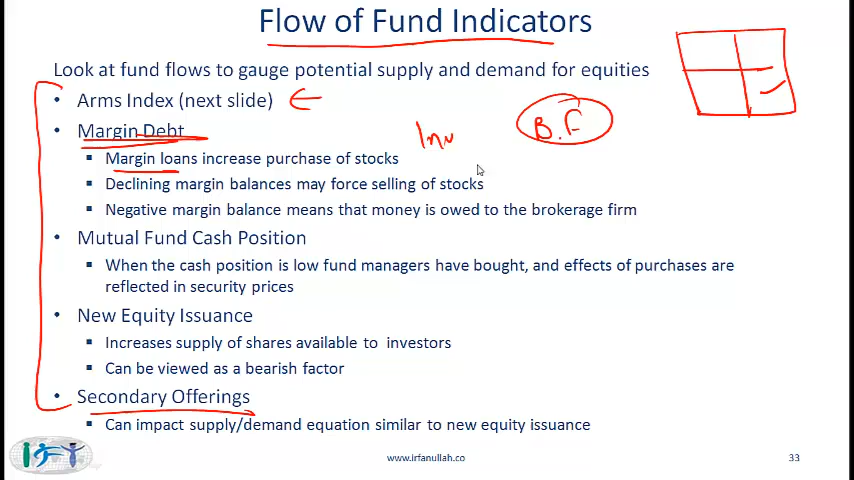 Flow of Fund Indicators
Look at fund flows to gauge potential supply and demand for equities
• Arms Index (next slide)
• Margin Debt
Inv
B.F
▪ Margin loans increase purchase of stocks
▪ Declining margin balances may force selling of stocks
▪ Negative margin balance means that money is owed to the brokerage firm
• Mutual Fund Cash Position
▪ When the cash position is low fund managers have bought, and effects of purchases are
reflected in security prices
• New Equity Issuance
▪ Increases supply of shares available to investors
▪ Can be viewed as a bearish factor
• Secondary Offerings
▪ Can impact supply/demand equation similar to new equity issuance
www.irfanullah.co
33